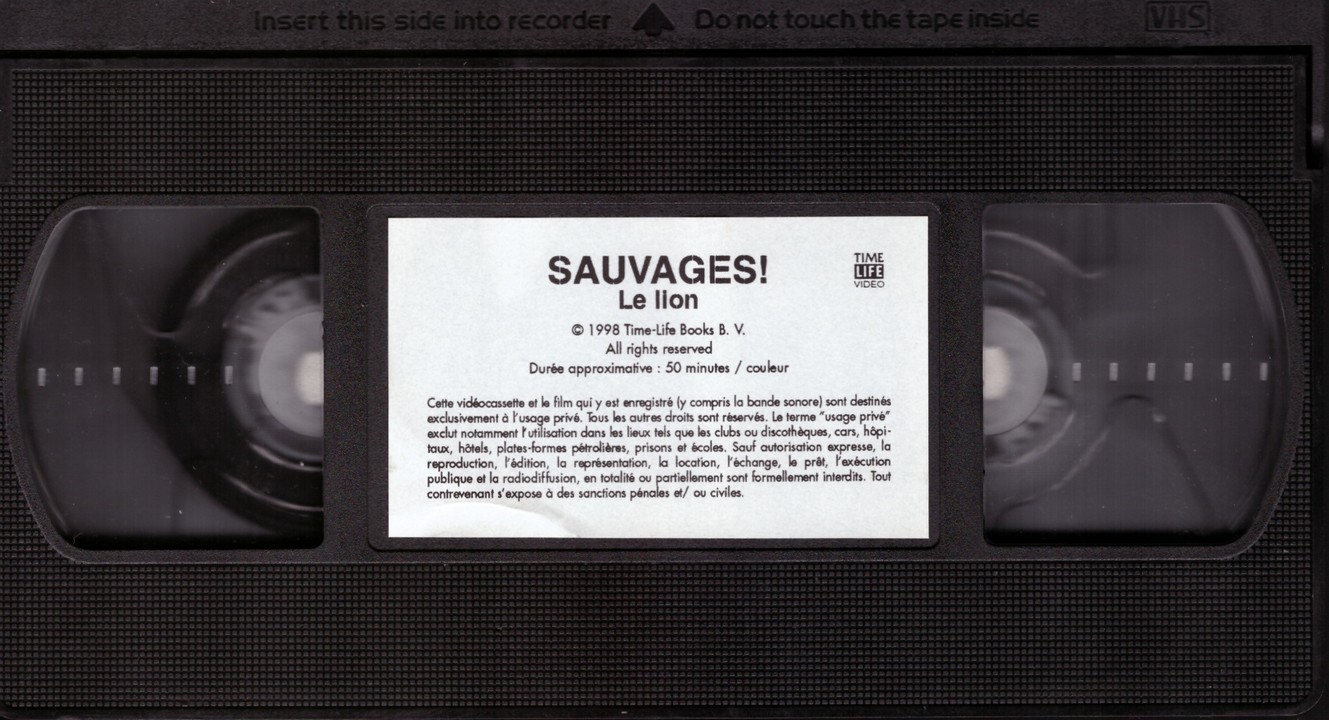 Insert this side into recorder Do not touch the tape inside VHS
SAUVAGES!
Le lion
TIME
LIFE
VIDEO
© 1998 Time-Life Books B. V.
All rights reserved
Durée approximative : 50 minutes / couleur
Cette vidéocassette et le film qui y est enregistré (y compris la bande sonore) sont destinés
exclusivement à l'usage privé. Tous les autres droits sont réservés. Le terme "usage privé"
exclut notamment l'utilisation dans les lieux tels que les clubs ou discothèques, cars, hôpi-
taux, hôtels, plates-formes pétrolières, prisons et écoles. Sauf autorisation expresse, la
reproduction, l'édition, la représentation, la location, l'échange, le prêt, l'exécution
publique et la radiodiffusion, en totalité ou partiellement sont formellement interdits. Tout
contrevenant s'expose à des sanctions pénales et/ ou civiles.